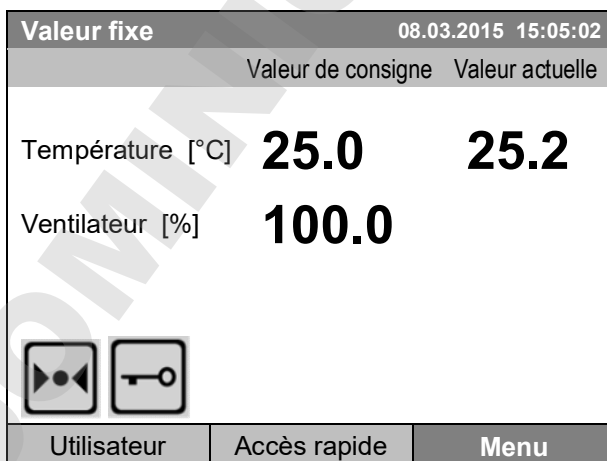 Valeur fixe 08.03.2015 15:05:02
Valeur de consigne Valeur actuelle
Température [°C] 25.0 25.2
Ventilateur [%] 100.0
Utilisateur Accès rapide Menu